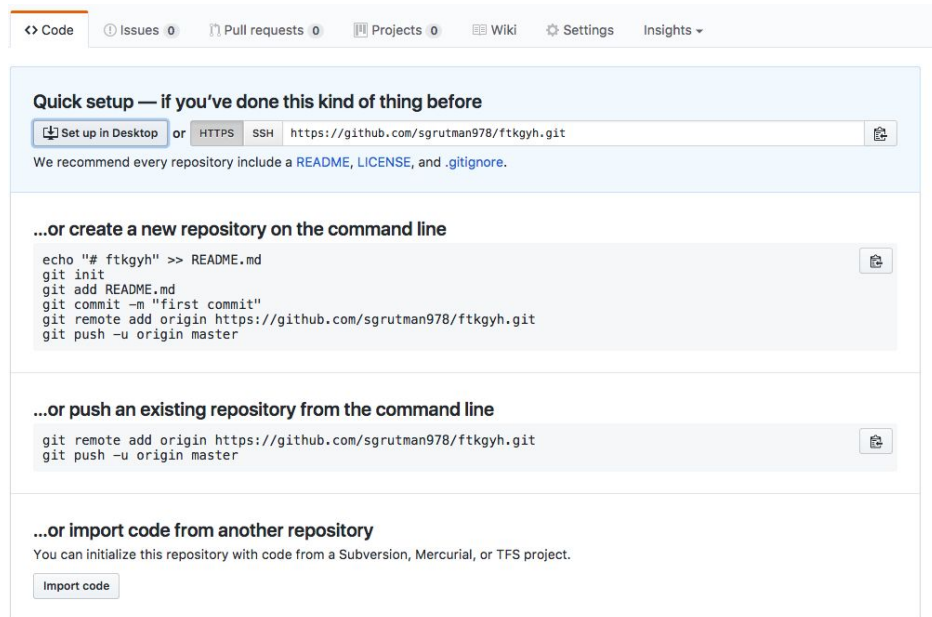 <> Code Issues 0 Pull requests 0 Projects 0 Wiki Settings Insights
Quick setup — if you've done this kind of thing before
Set up in Desktop or HTTPS SSH https://github.com/sgrutman978/ftkgyh.git
We recommend every repository include a README, LICENSE, and .gitignore.
...or create a new repository on the command line
echo "# ftkgyh" >> README.md
git init
git add README.md
git commit -m "first commit"
git remote add origin https://github.com/sgrutman978/ftkgyh.git
git push -u origin master
...or push an existing repository from the command line
git remote add origin https://github.com/sgrutman978/ftkgyh.git
git push -u origin master
...or import code from another repository
You can initialize this repository with code from a Subversion, Mercurial, or TFS project.
Import code